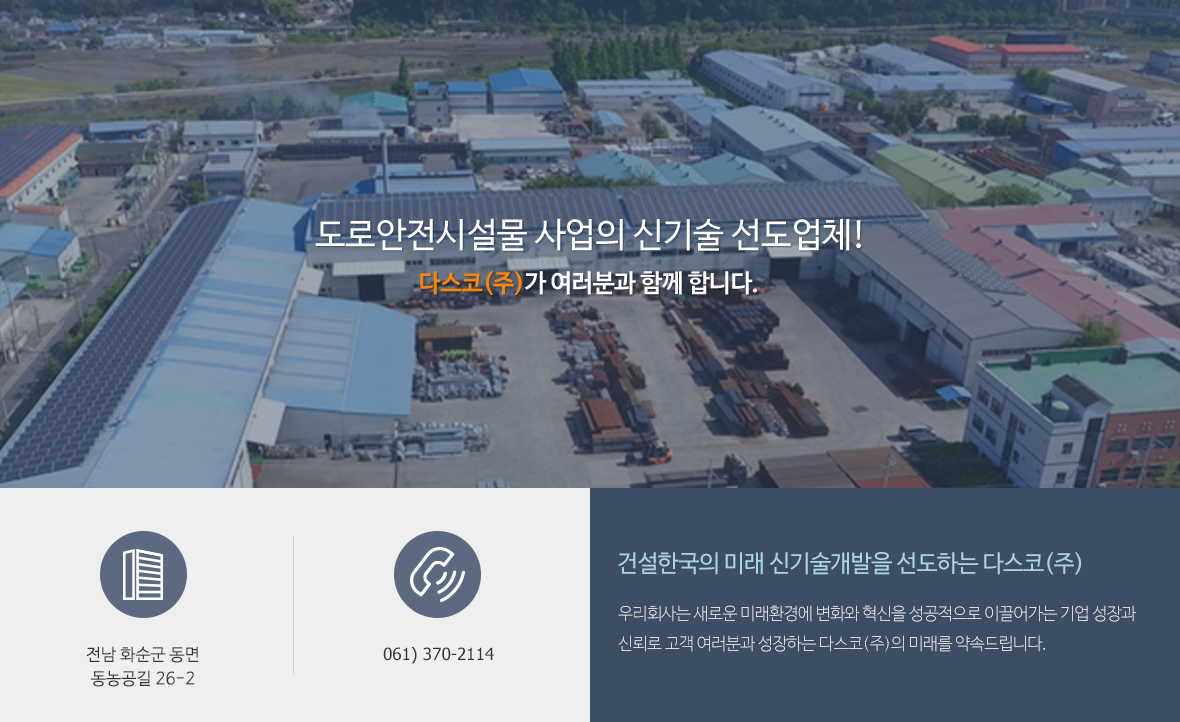 도로안전시설물 사업의 신기술 선도업체!
다스코(주)가 여러분과 함께 합니다.
전남 화순군 동면
동농공길 26-2
061) 370-2114
건설한국의 미래 신기술개발을 선도하는 다스코(주)
우리회사는 새로운 미래환경에 변화와 혁신을 성공적으로 이끌어가는 기업 성장과
신뢰로 고객 여러분과 성장하는 다스코(주)의 미래를 약속드립니다.